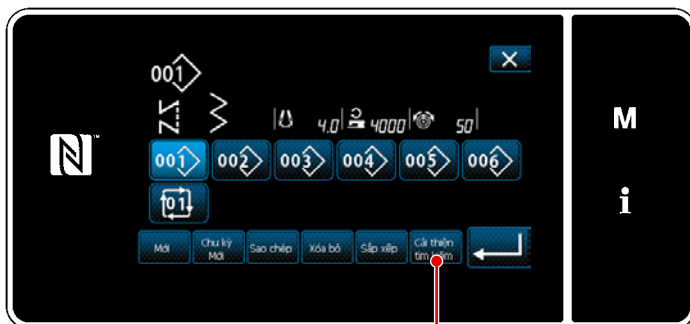 001
4.0 4000 50
M
001 002 003 004 005 006
i
01
Mới Chu kỳ Mới Sao chép Xóa bỏ Sắp xếp Cải thiện